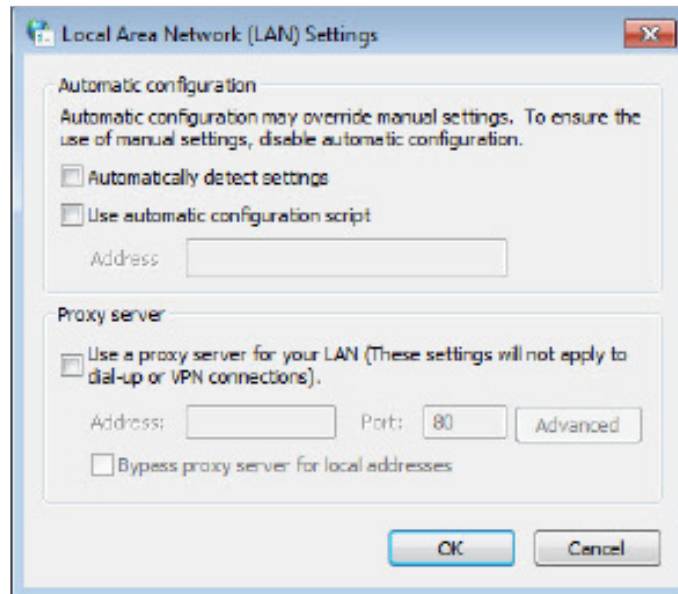 Local Area Network (LAN) Settings
Automatic configuration
Automatic configuration may override manual settings. To ensure the
use of manual settings, disable automatic configuration.
Automatically detect settings
Use automatic configuration script
Address
Proxy server
Use a proxy server for your LAN (These settings will not apply to
dial-up or VPN connections).
Address: Port: 80 Advanced
Bypass proxy server for local addresses
OK Cancel